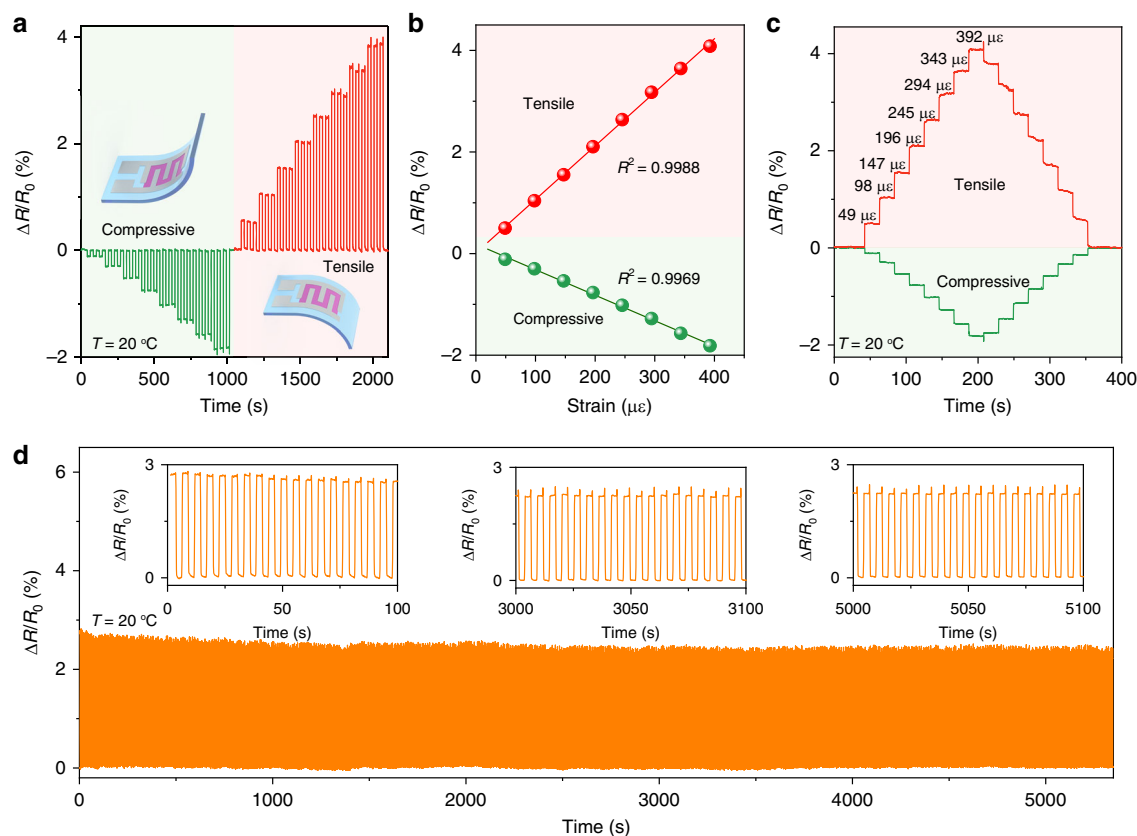 a
4
2
0
−2
ΔR/R0 (%)
Compressive
Tensile
T = 20 °C
0
500
1000
1500
2000
Time (s)
b
4
2
0
−2
ΔR/R0 (%)
Tensile
R2 = 0.9988
R2 = 0.9969
Compressive
0
100
200
300
400
Strain (με)
c
4
2
0
−2
ΔR/R0 (%)
392 με
343 με
294 με
245 με
196 με
147 με
98 με
49 με
Tensile
Compressive
T = 20 °C
0
100
200
300
400
Time (s)
d
6
4
2
0
ΔR/R0 (%)
T = 20 °C
3
0
ΔR/R0 (%)
0
50
100
Time (s)
3
0
ΔR/R0 (%)
3000
3050
3100
Time (s)
3
0
ΔR/R0 (%)
5000
5050
5100
Time (s)
0
1000
2000
3000
4000
5000
Time (s)